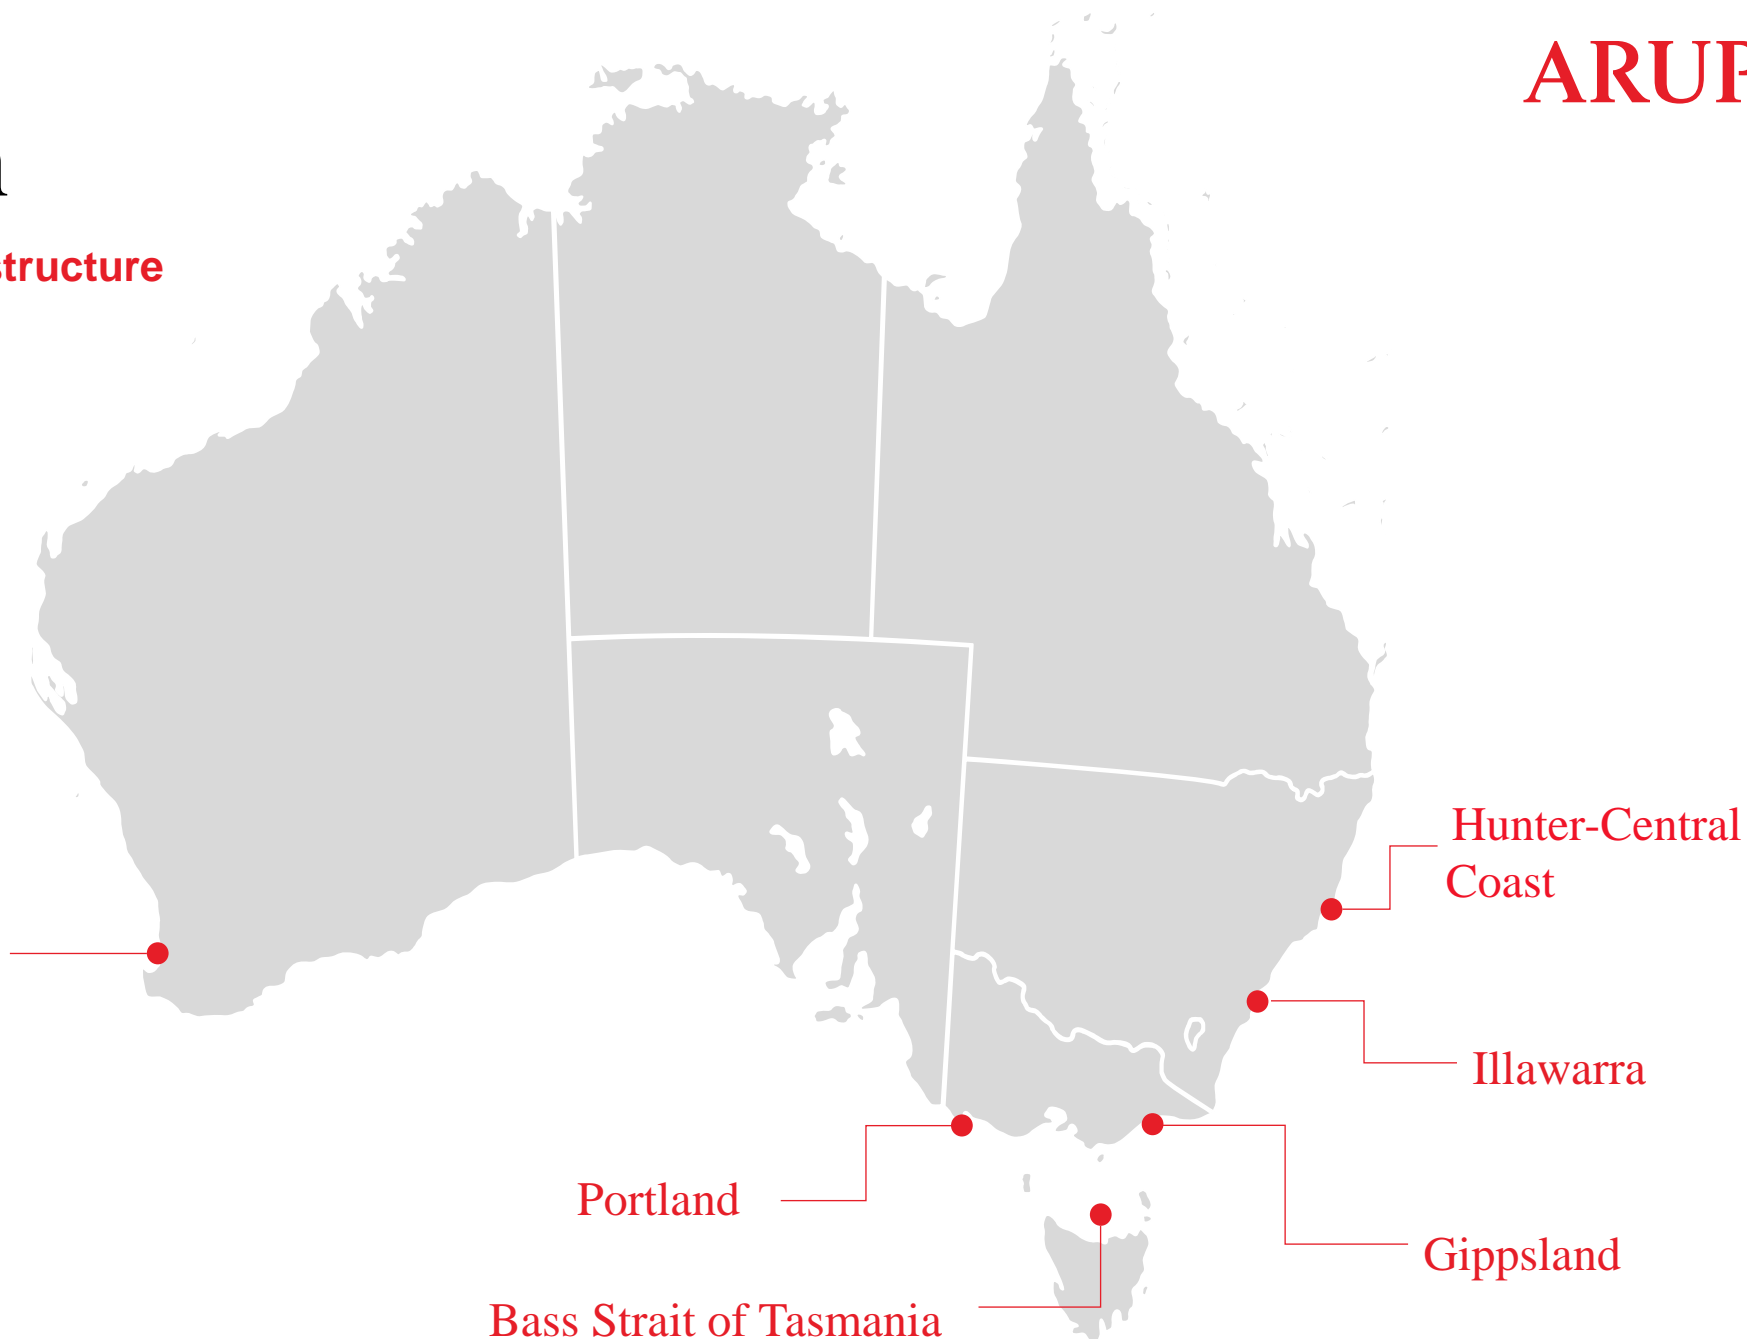 ARUP
structure
Hunter-Central
Coast
Illawarra
Portland
Gippsland
Bass Strait of Tasmania